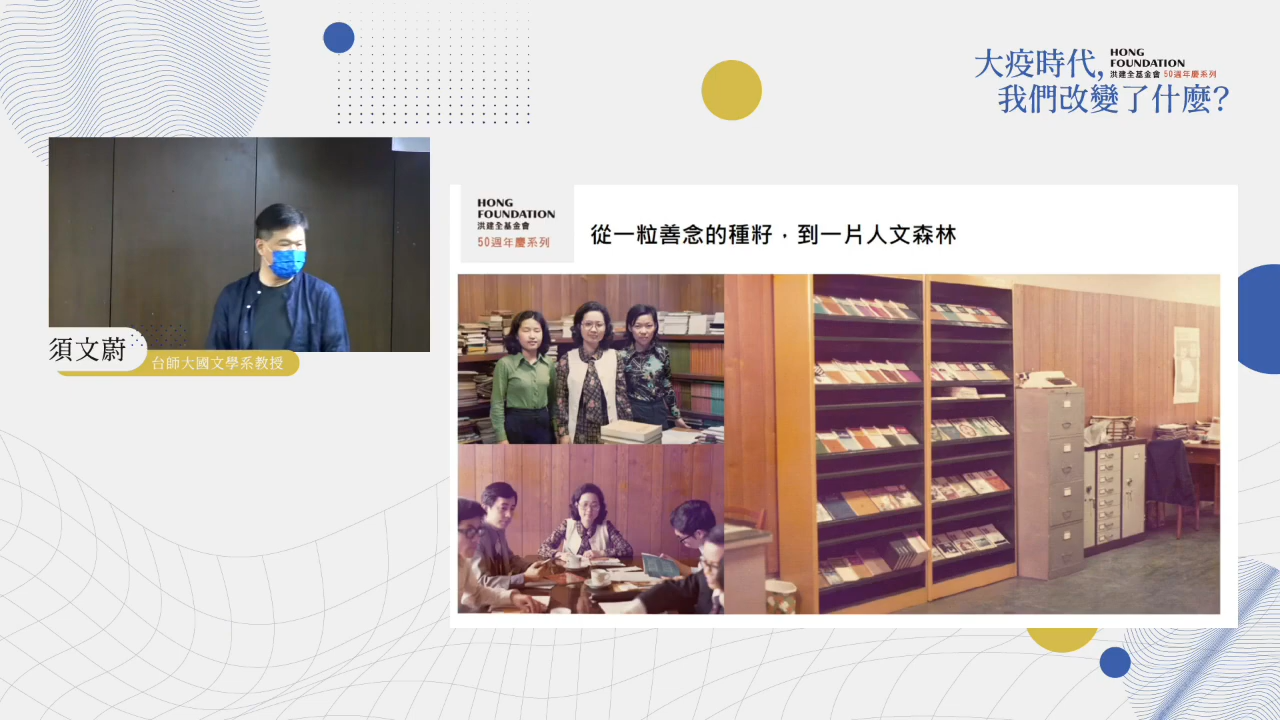 大疫時代,
HONG
FOUNDATION
洪建全基金會 50週年慶系列
我們改變了什麼?
HONG
FOUNDATION
洪建全基金會
50週年慶系列
從一粒善念的種籽，到一片人文森林
須文蔚
台師大國文學系教授